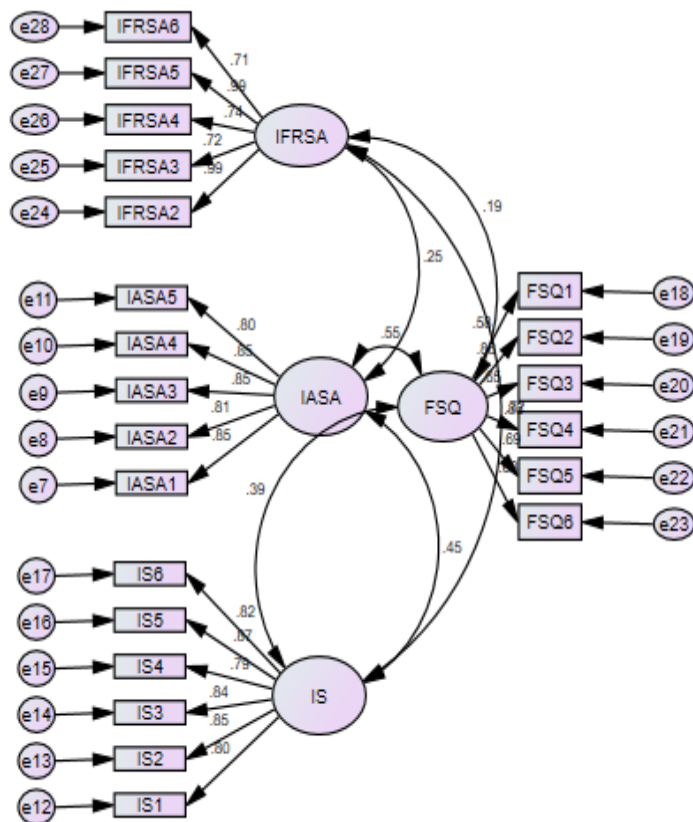 e28 IFRSA6
.71
e27 IFRSA5
.99
e26 IFRSA4
.74
e25 IFRSA3
.72
e24 IFRSA2
.99
IFRSA
.19
.25
e11 IASA5
.80
e10 IASA4
.85
e9 IASA3
.85
e8 IASA2
.81
e7 IASA1
.85
IASA
.55
FSQ
FSQ1 e18
FSQ2 e19
FSQ3 e20
FSQ4 e21
.69
FSQ5 e22
FSQ6 e23
.39
.45
e17 IS6
.82
e16 IS5
.87
e15 IS4
.79
e14 IS3
.84
e13 IS2
.85
e12 IS1
.80
IS